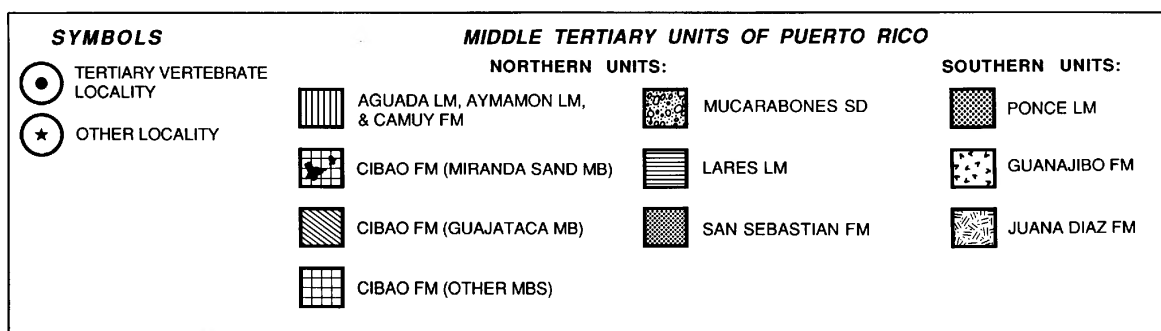 SYMBOLS
TERTIARY VERTEBRATE
LOCALITY
OTHER LOCALITY
MIDDLE TERTIARY UNITS OF PUERTO RICO
NORTHERN UNITS:
AGUADA LM, AYMAMON LM,
& CAMUY FM
CIBAO FM (MIRANDA SAND MB)
CIBAO FM (GUAJATACA MB)
CIBAO FM (OTHER MBS)
MUCARABONES SD
LARES LM
SAN SEBASTIAN FM
SOUTHERN UNITS:
PONCE LM
GUANAJIBO FM
JUANA DIAZ FM